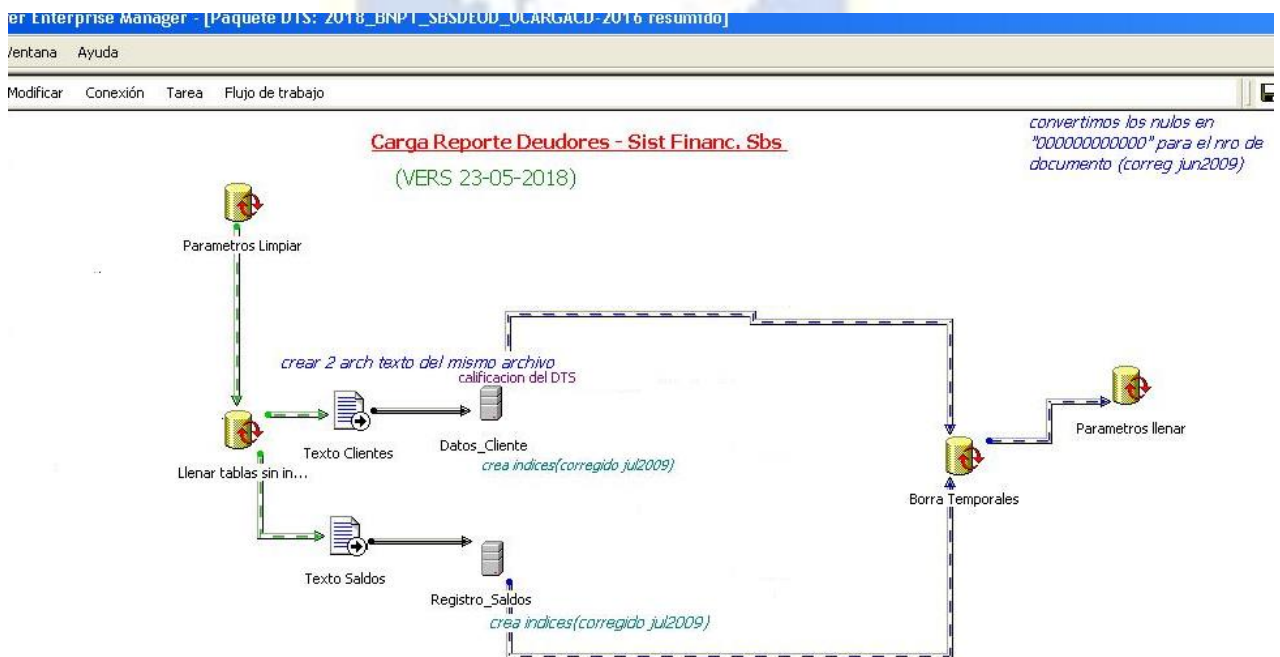 er Enterprise Manager - [Paquete DTS: 2018_BNPT_SBSDEUD_UCARGACD-2016 resumido]
Ventana Ayuda
Modificar Conexión Tarea Flujo de trabajo
convertimos los nulos en
"000000000000" para el nro de
documento (correg jun2009)
Carga Reporte Deudores - Sist Financ. Sbs
(VERS 23-05-2018)
Parametros Limpiar
crear 2 arch texto del mismo archivo
calificacion del DTS
Parametros llenar
Texto Clientes
Datos_Cliente
crea indices(corregido jul2009)
Llenar tablas sin in...
Borra Temporales
Texto Saldos
Registro_Saldos
crea indices(corregido jul2009)